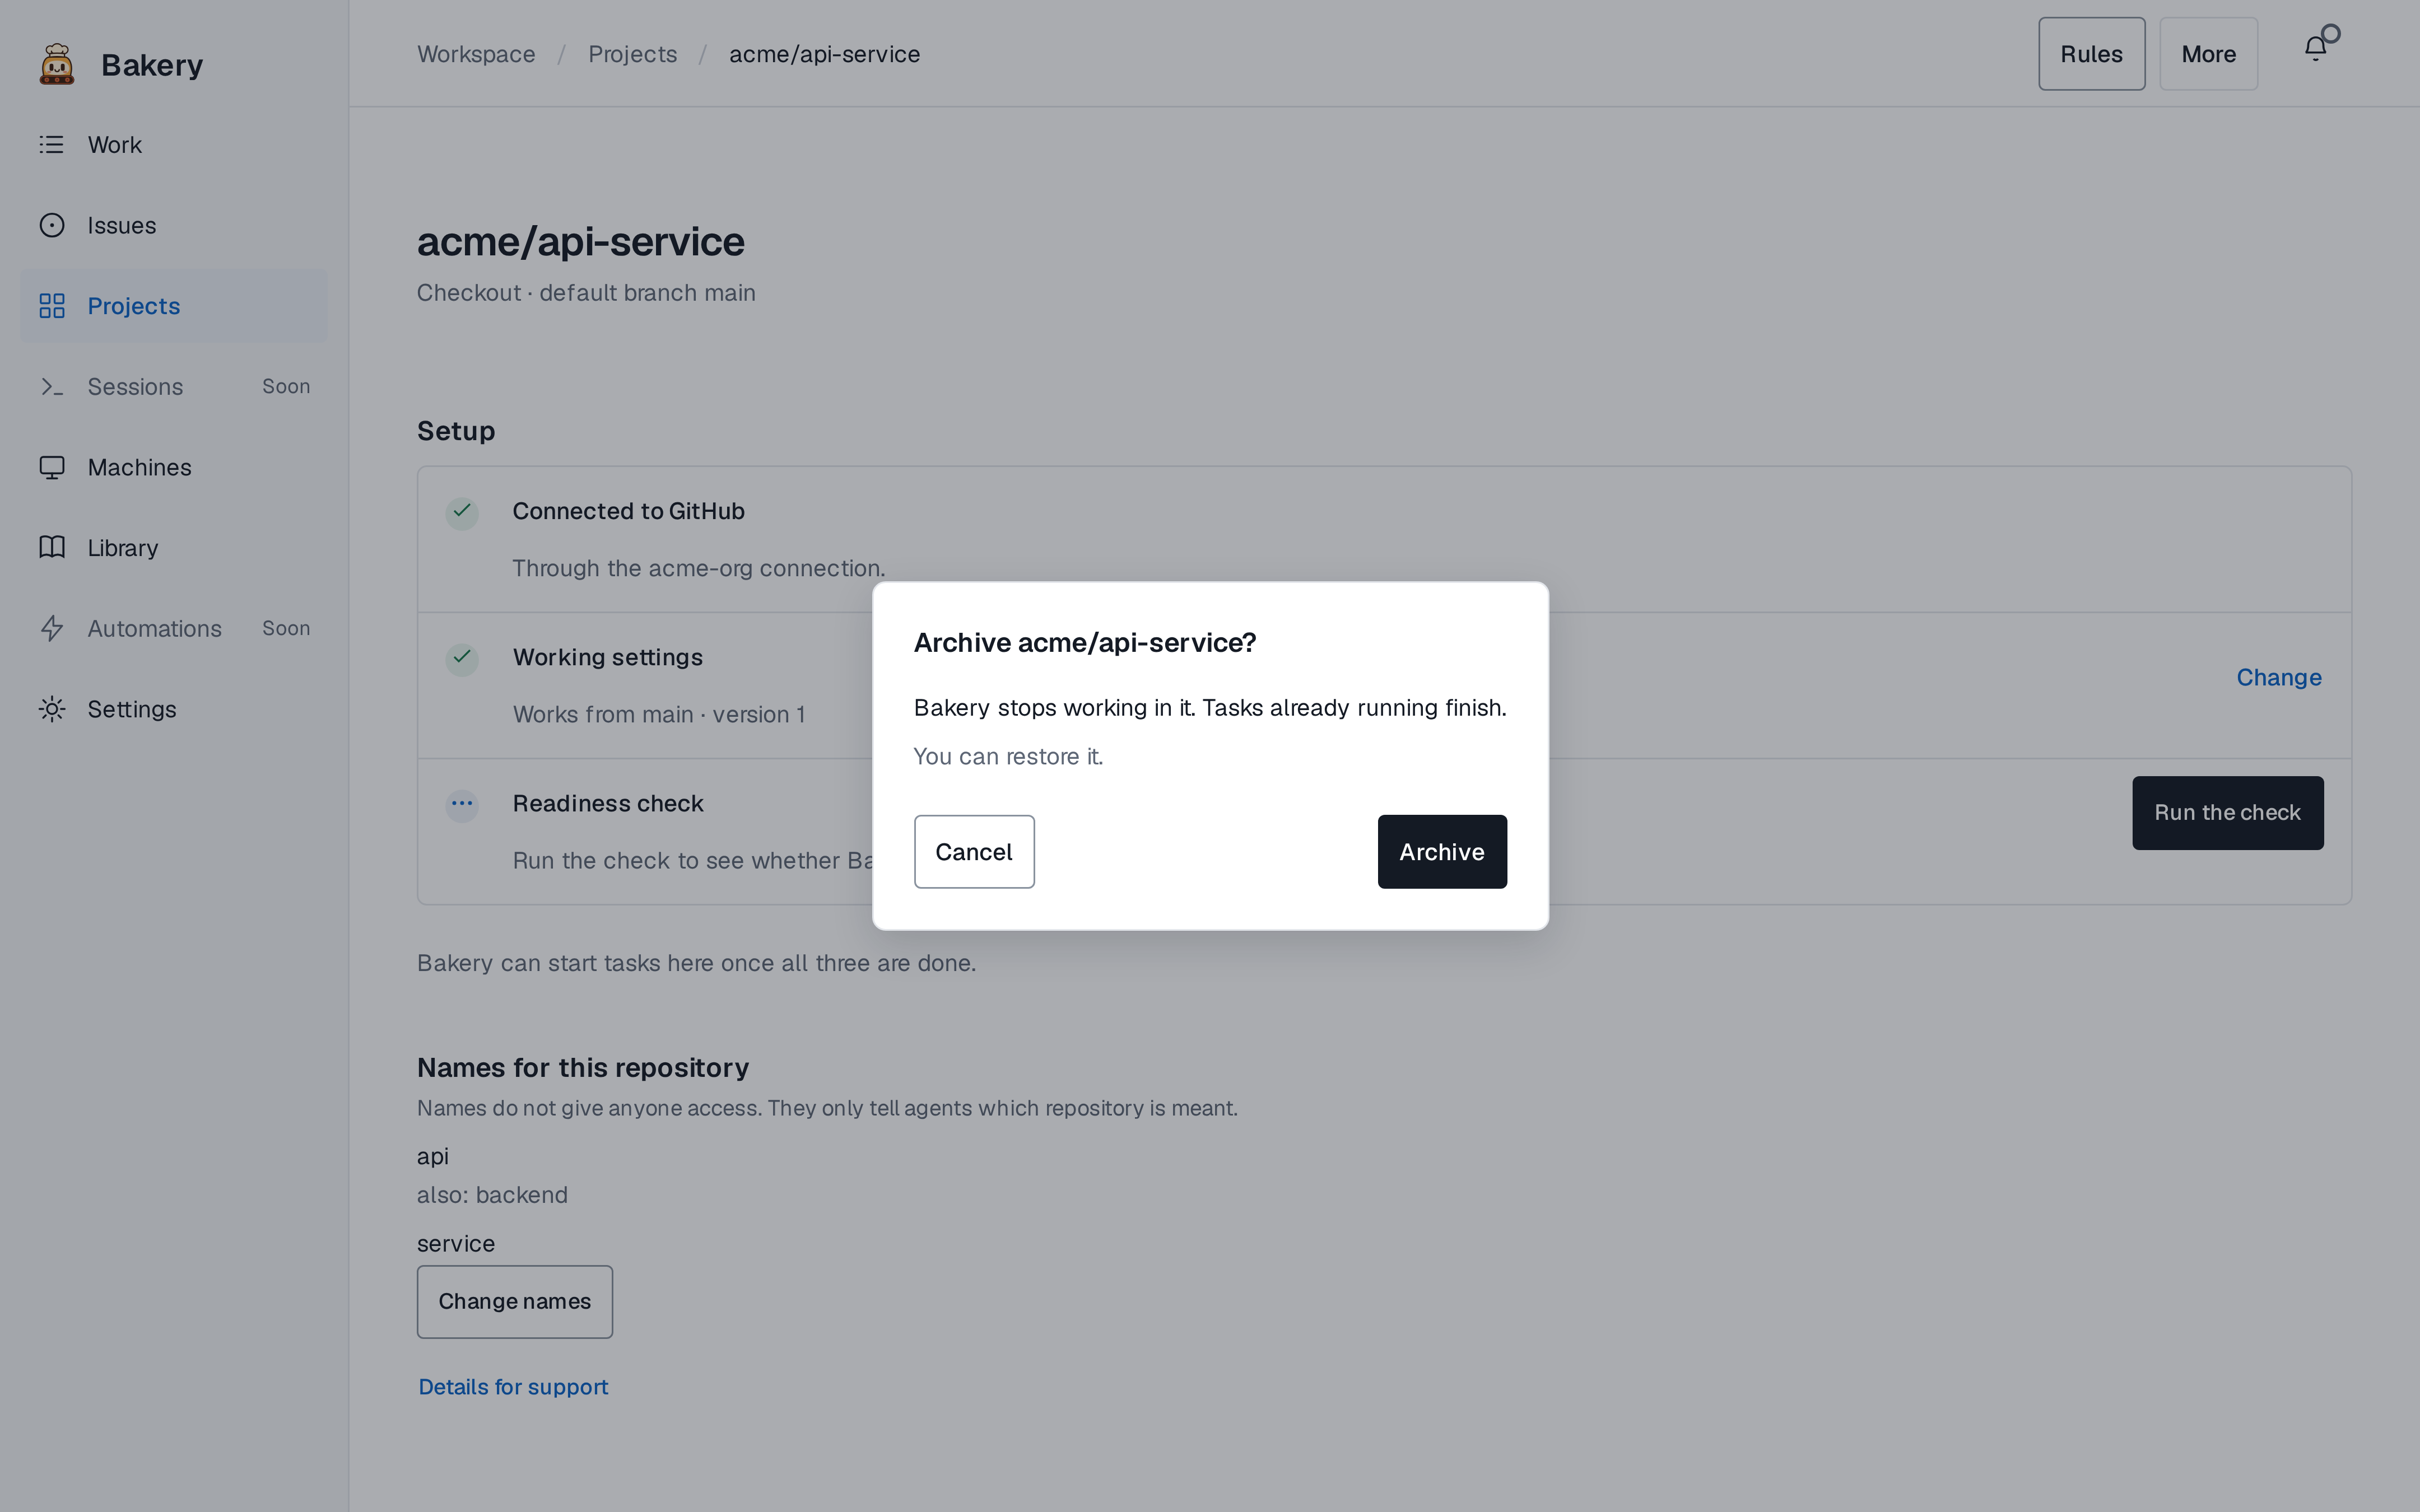 Bakery
Work
Issues
Projects
Sessions Soon
Machines
Library
Automations Soon
Settings
Workspace / Projects / acme/api-service
Rules
More
acme/api-service
Checkout · default branch main
Setup
Connected to GitHub
Through the acme-org connection.
Working settings
Works from main · version 1
Change
Readiness check
Run the check to see whether
Run the check
Archive acme/api-service?
Bakery stops working in it. Tasks already running finish.
You can restore it.
Cancel
Archive
Bakery can start tasks here once all three are done.
Names for this repository
Names do not give anyone access. They only tell agents which repository is meant.
api
also: backend
service
Change names
Details for support